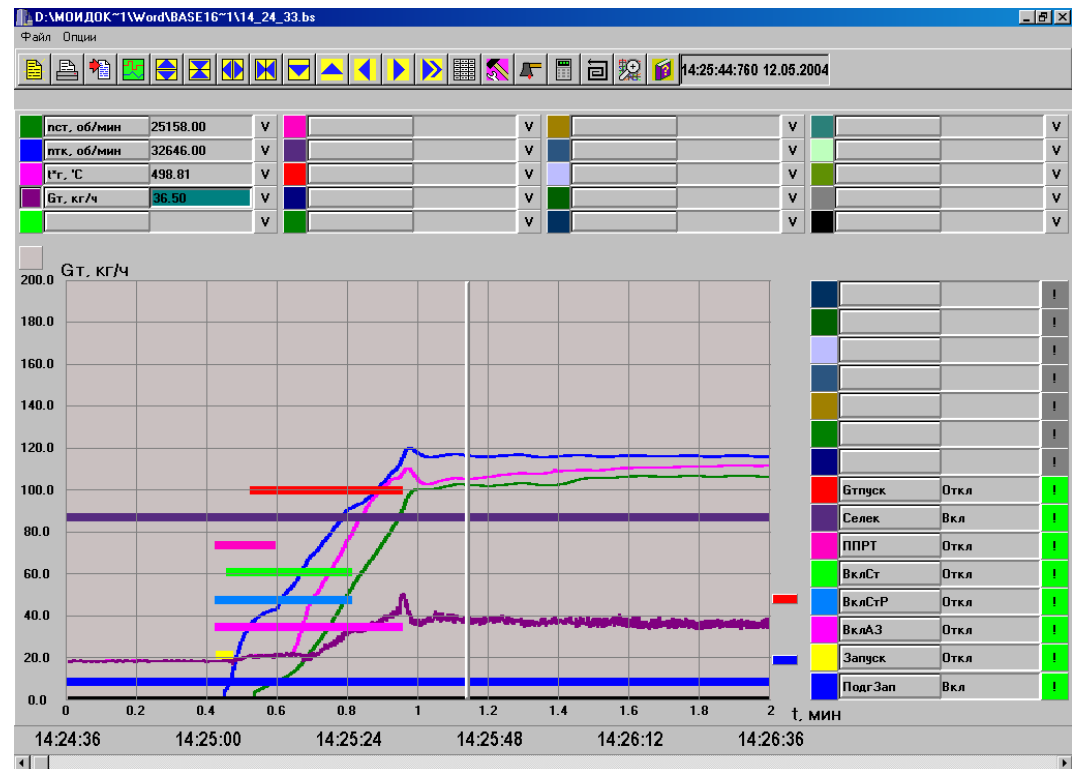 D:\МОИДОК~1\Word\BASE16~1\14_24_33.bs
Файл Опции
14:25:44:760 12.05.2004
nст, об/мин 25158.00 V V V V
nтк, об/мин 32646.00 V V V V
t*г, 'С 498.81 V V V V
Gт, кг/ч 36.50 V V V V
V V V V
Gт, кг/ч
200.0
!
180.0
!
160.0
!
140.0
!
!
120.0
!
!
100.0
Gтпуск Откл !
Селек Вкл !
80.0
ППРТ Откл !
60.0
ВклСт Откл !
ВклСтР Откл !
40.0
ВклАЗ Откл !
20.0
Запуск Откл !
ПодгЗап Вкл !
0.0
0 0.2 0.4 0.6 0.8 1 1.2 1.4 1.6 1.8 2 t, мин
14:24:36 14:25:00 14:25:24 14:25:48 14:26:12 14:26:36